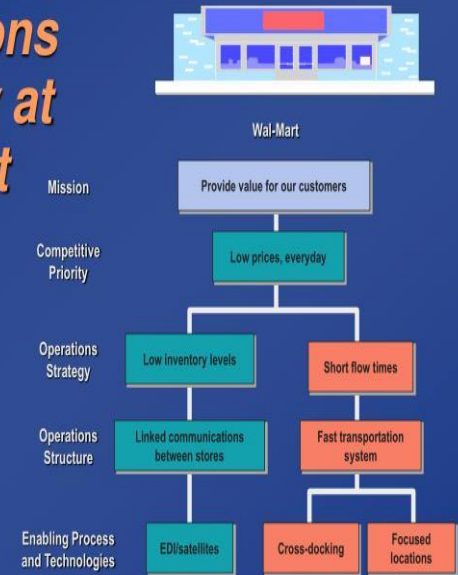 ons
y at
t
Wal-Mart
Mission
Provide value for our customers
Competitive
Priority
Low prices, everyday
Operations
Strategy
Low inventory levels
Short flow times
Operations
Structure
Linked communications
between stores
Fast transportation
system
Enabling Process
and Technologies
EDI/satellites
Cross-docking
Focused
locations